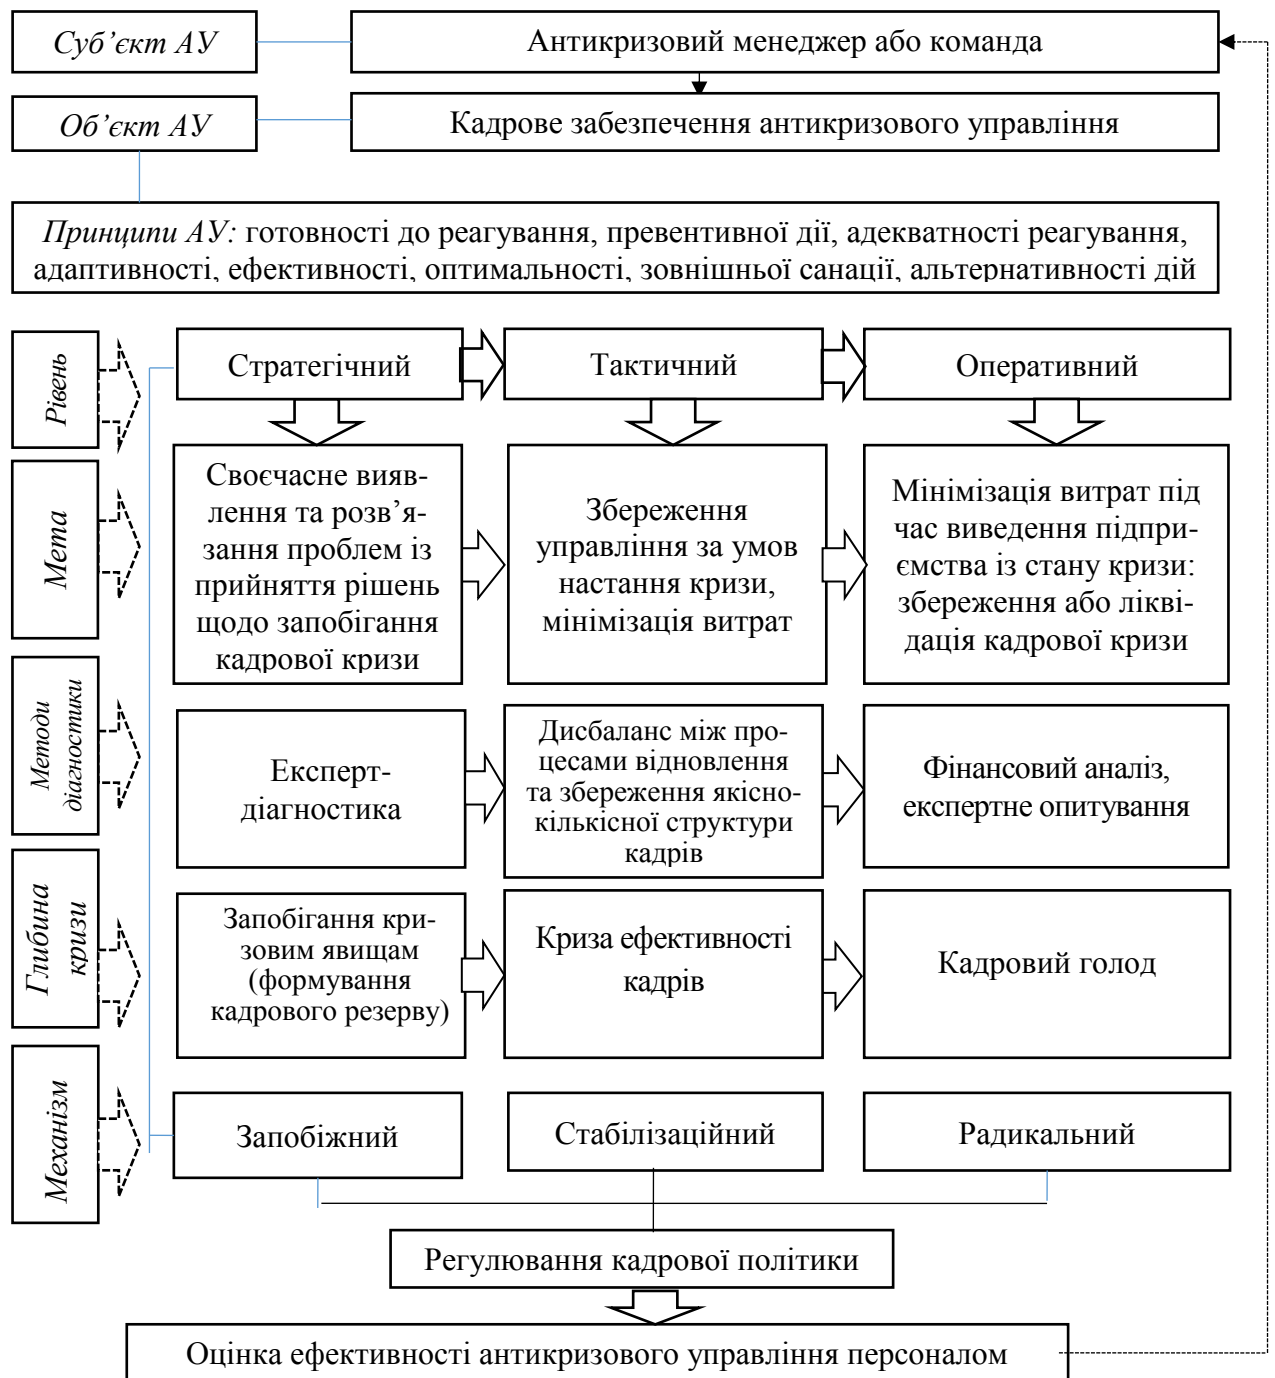 Суб’єкт АУ
Антикризовий менеджер або команда
Об’єкт АУ
Кадрове забезпечення антикризового управління
Принципи АУ: готовності до реагування, превентивної дії, адекватності реагування,
адаптивності, ефективності, оптимальності, зовнішньої санації, альтернативності дій
Рівень
Стратегічний
Тактичний
Оперативний
Мета
Своєчасне вияв-
лення та розв’я-
зання проблем із
прийняття рішень
щодо запобігання
кадрової кризи
Збереження
управління за умов
настання кризи,
мінімізація витрат
Мінімізація витрат під
час виведення підпри-
ємства із стану кризи:
збереження або лікві-
дація кадрової кризи
Методи
діагностики
Експерт-
діагностика
Дисбаланс між про-
цесами відновлення
та збереження якісно-
кількісної структури
кадрів
Фінансовий аналіз,
експертне опитування
Глибина
кризи
Запобігання кри-
зовим явищам
(формування
кадрового резерву)
Криза ефективності
кадрів
Кадровий голод
Механізм
Запобіжний
Стабілізаційний
Радикальний
Регулювання кадрової політики
Оцінка ефективності антикризового управління персоналом